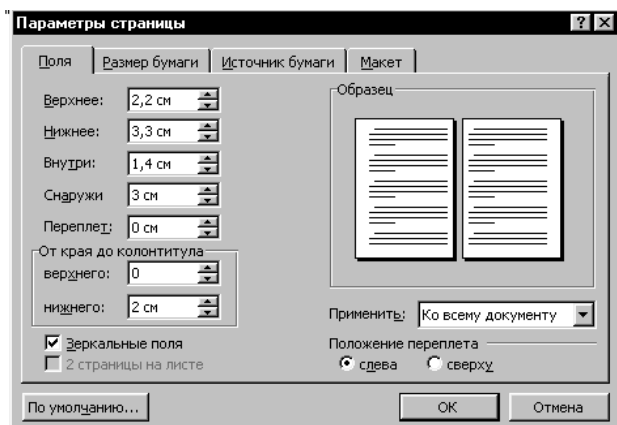 "
Параметры страницы ? ×
Поля Размер бумаги Источник бумаги Макет
Верхнее: 2,2 см
Нижнее: 3,3 см
Внутри: 1,4 см
Снаружи 3 см
Переплет: 0 см
От края до колонтитула
верхнего: 0
нижнего: 2 см
Зеркальные поля
2 страницы на листе
Образец
Применить: Ко всему документу
Положение переплета
слева сверху
По умолчанию... ОК Отмена